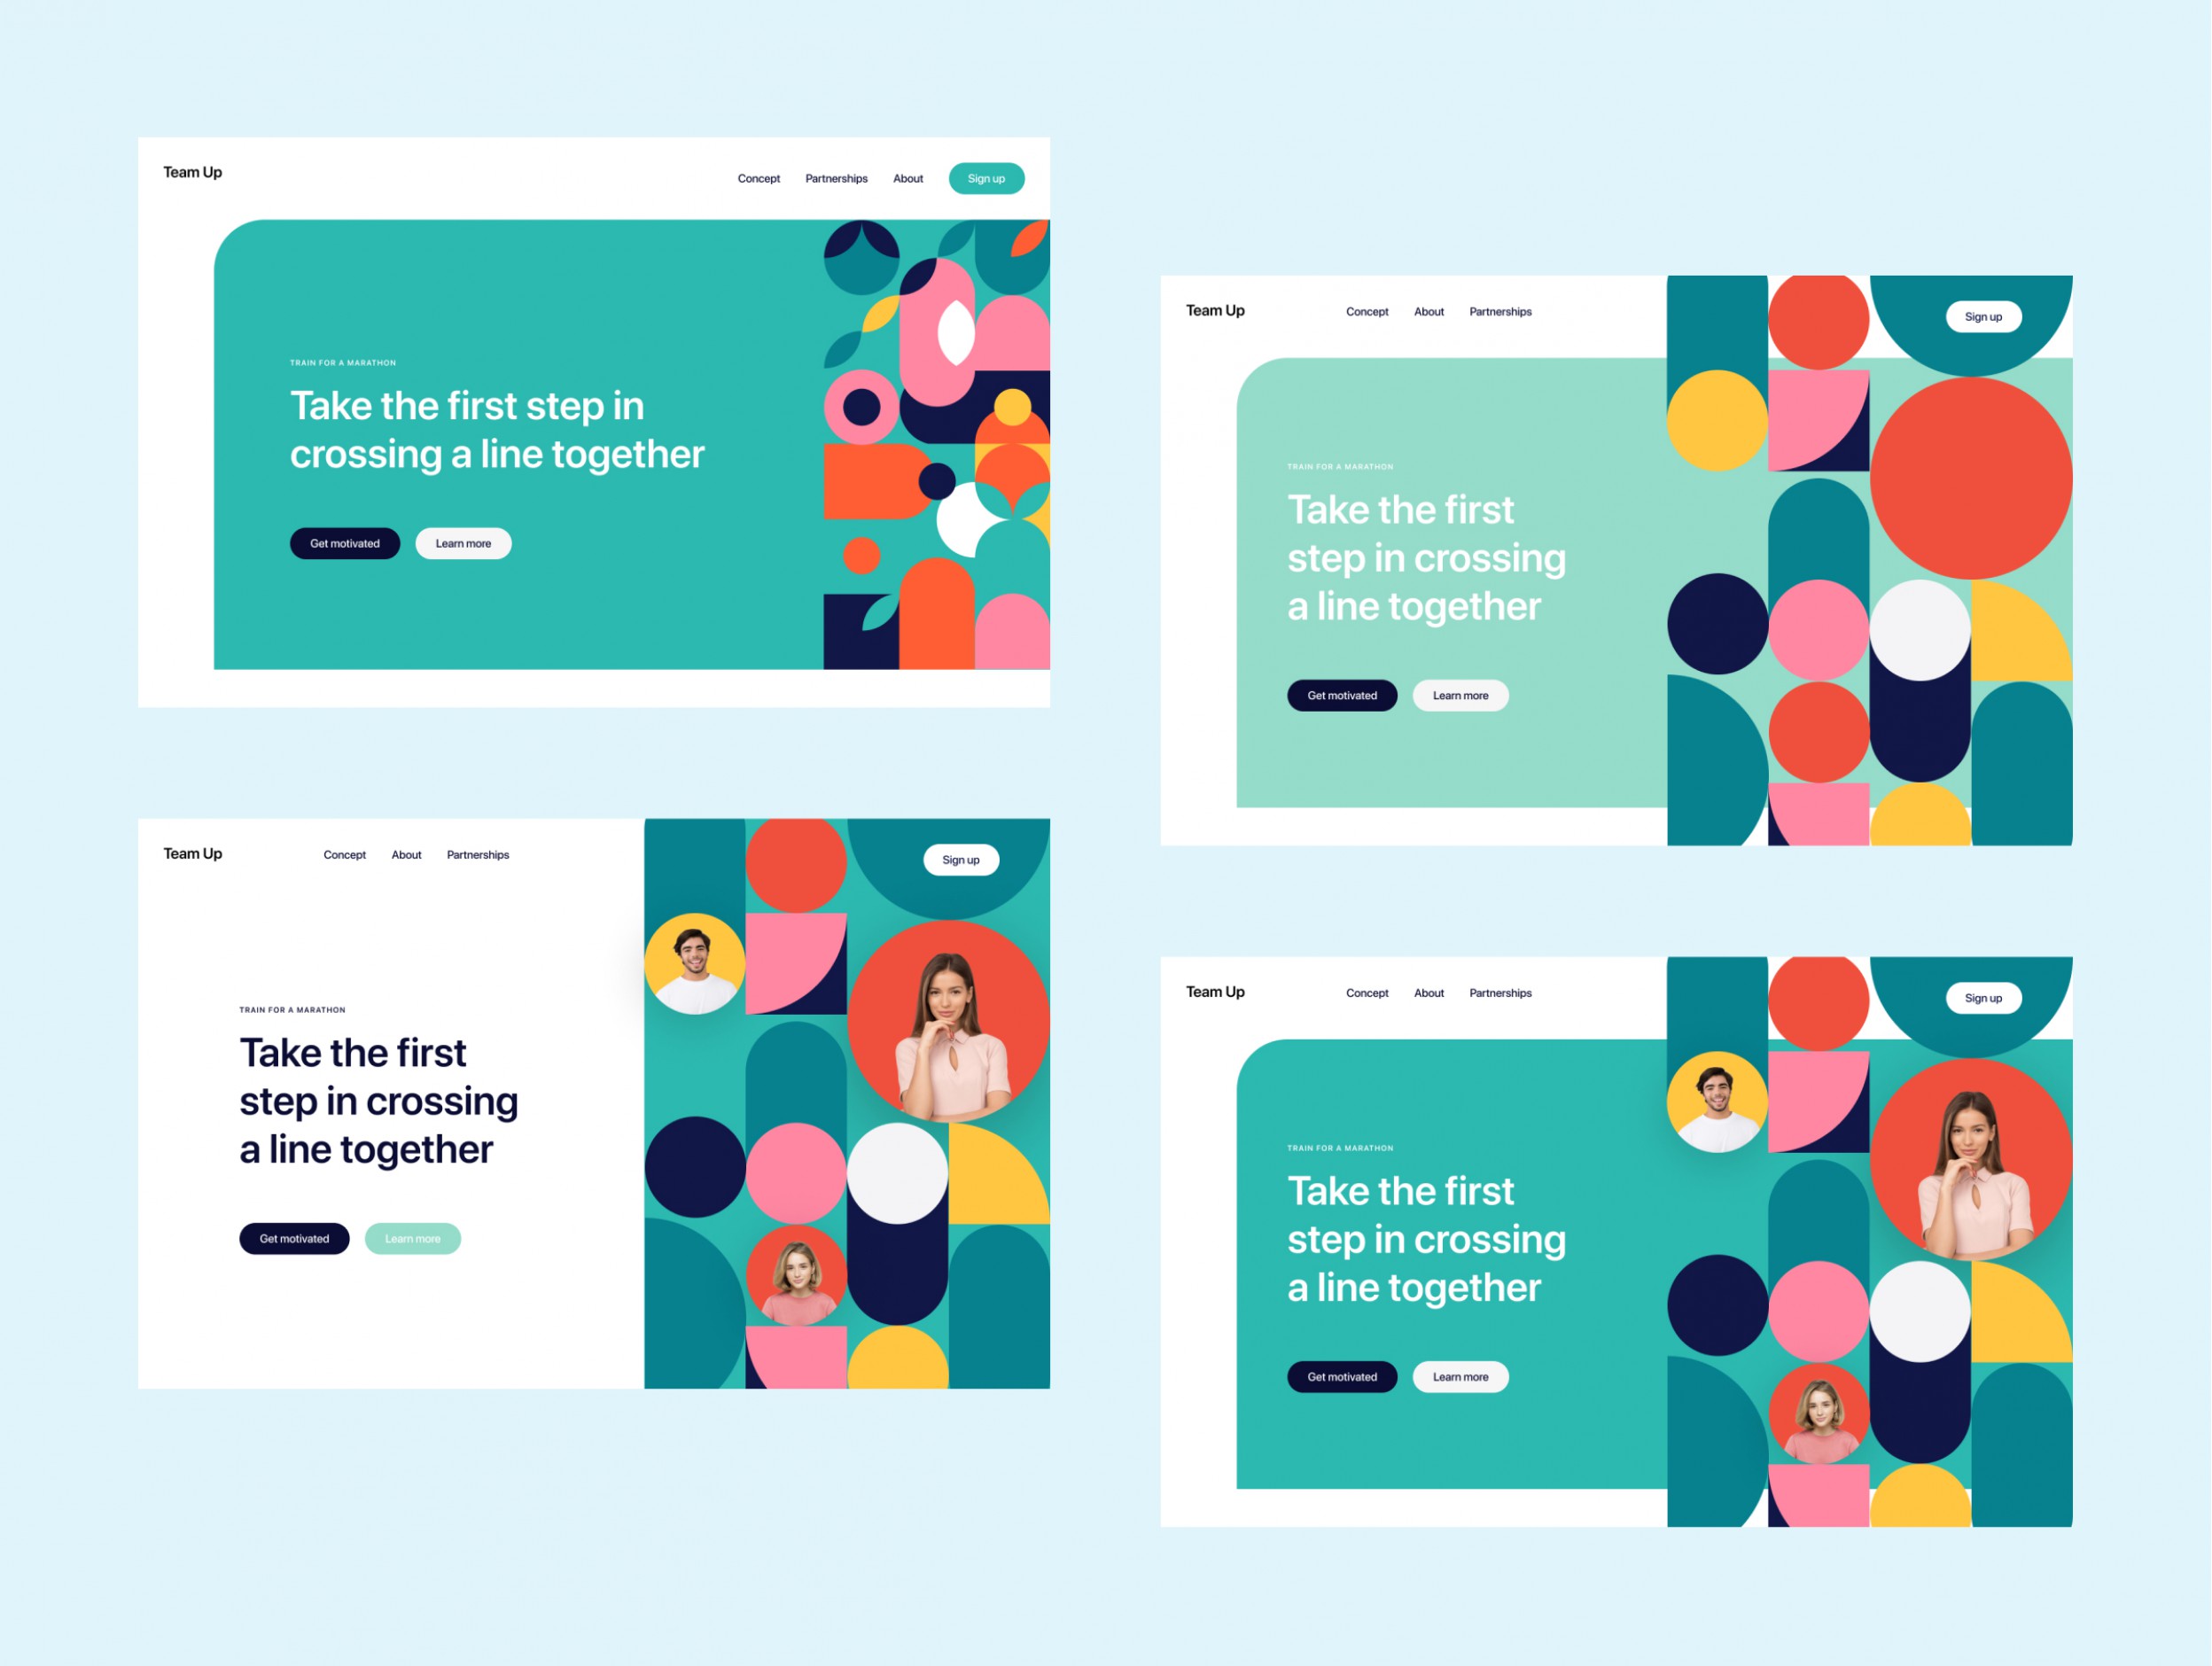 Team Up
Concept Partnerships About Sign up
TRAIN FOR A MARATHON
Take the first step in
crossing a line together
Get motivated Learn more
Team Up Concept About Partnerships Sign up
TRAIN FOR A MARATHON
Take the first
step in crossing
a line together
Get motivated Learn more
Team Up Concept About Partnerships Sign up
TRAIN FOR A MARATHON
Take the first
step in crossing
a line together
Get motivated Learn more
Team Up Concept About Partnerships Sign up
TRAIN FOR A MARATHON
Take the first
step in crossing
a line together
Get motivated Learn more